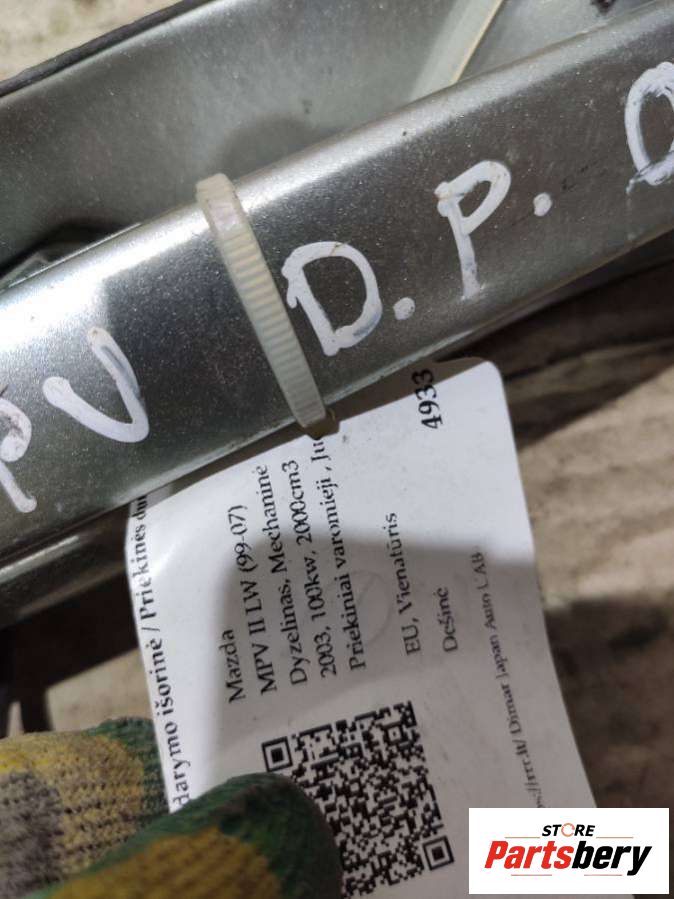 PV D.P. O
4933
darymo išorinė / Priekinės du
Mazda
MPV II LW (99-07)
Dyzelinas, Mechaninė
2003, 100kw, 2000cm3
Priekiniai varomieji , Ju
EU, Vienatūris
Dešinė
Dimar Japan Auto UAB
STORE
Partsbery